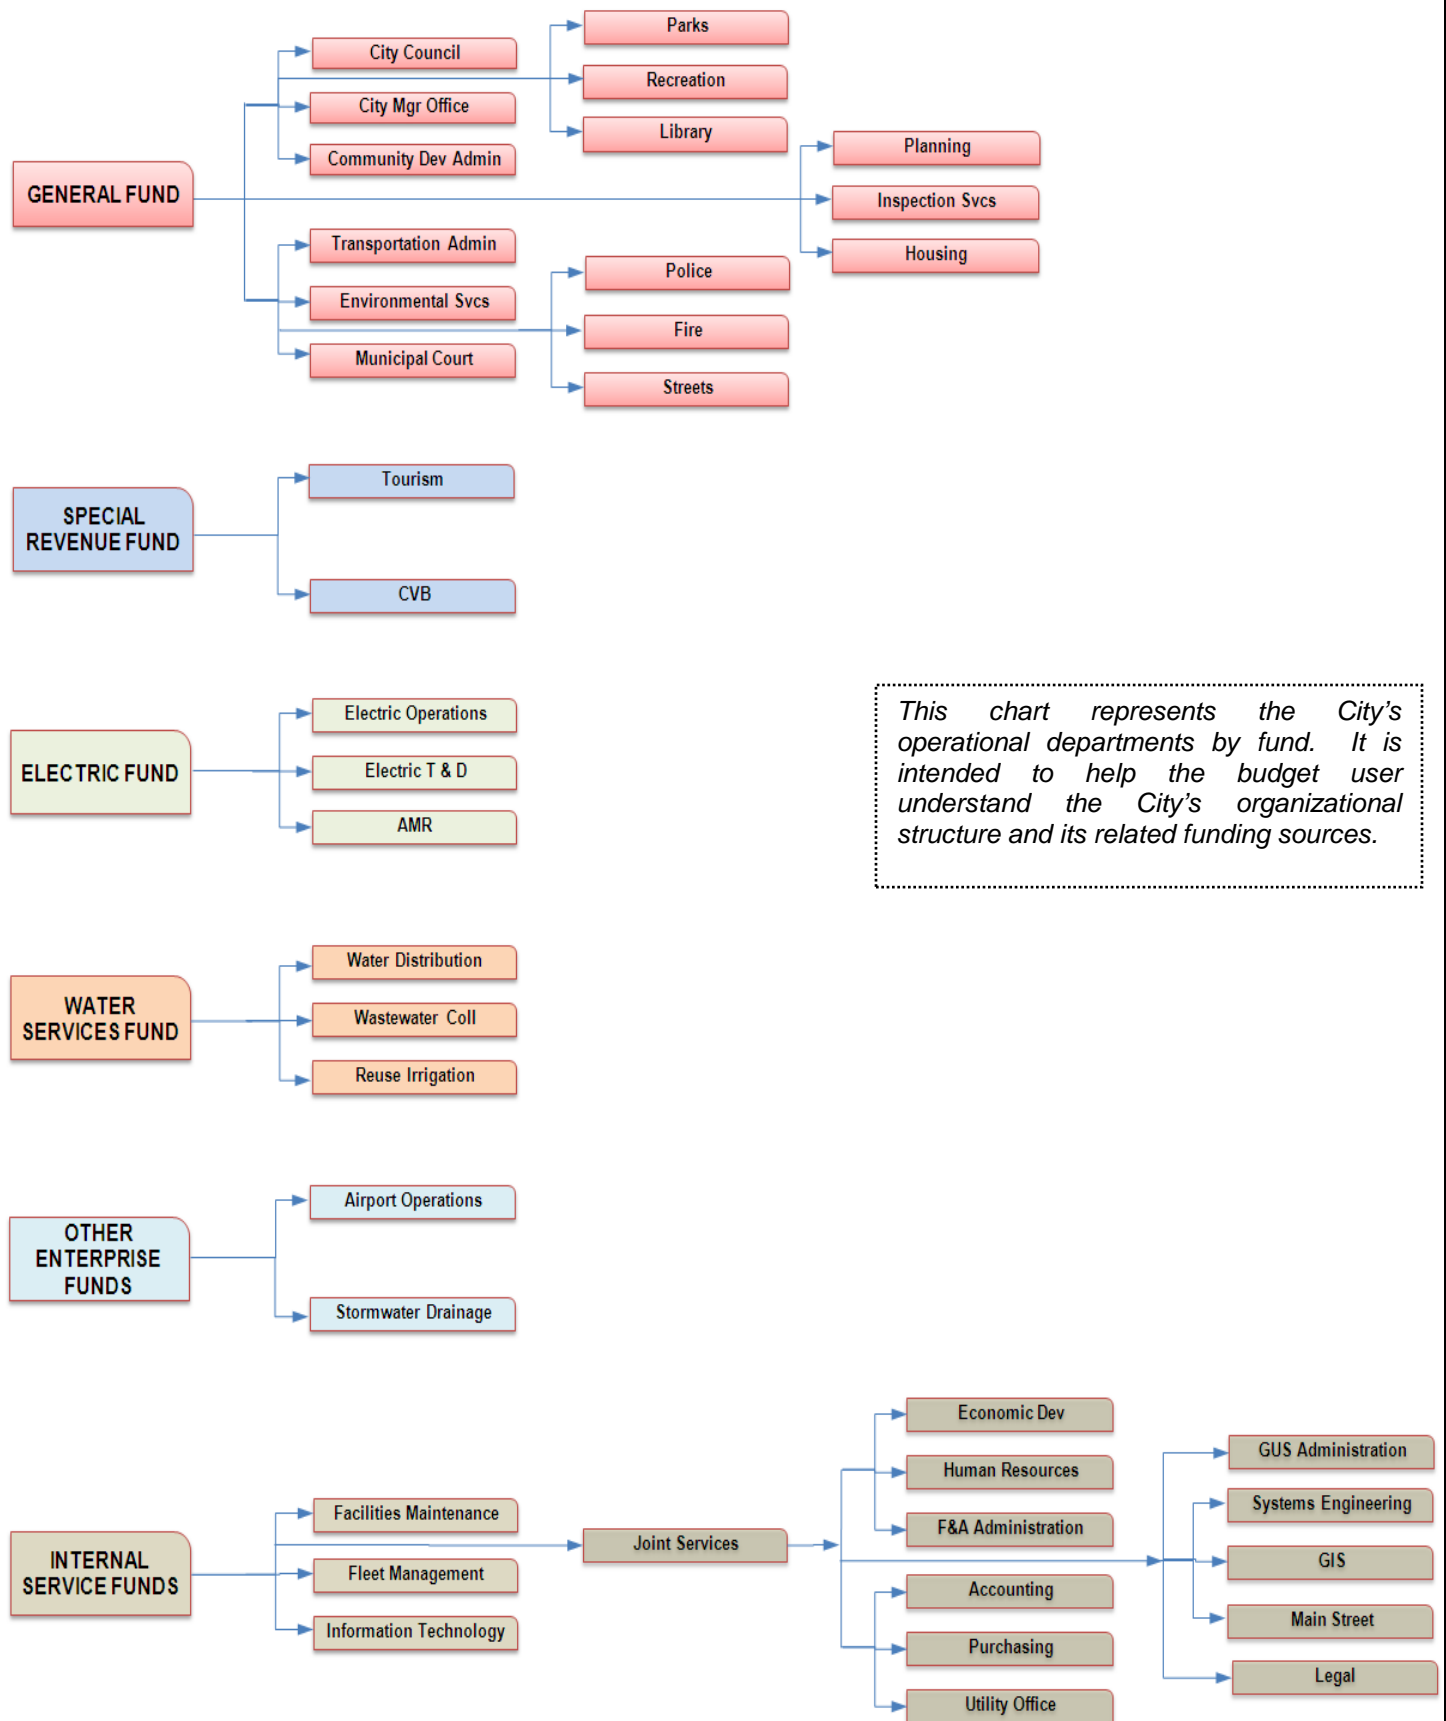 GENERAL FUND
City Council
City Mgr Office
Community Dev Admin
Parks
Recreation
Library
Planning
Inspection Svcs
Housing
Transportation Admin
Environmental Svcs
Municipal Court
Police
Fire
Streets
SPECIAL
REVENUE FUND
Tourism
CVB
ELECTRIC FUND
Electric Operations
Electric T & D
AMR
This chart represents the City's
operational departments by fund. It is
intended to help the budget user
understand the City's organizational
structure and its related funding sources.
WATER
SERVICES FUND
Water Distribution
Wastewater Coll
Reuse Irrigation
OTHER
ENTERPRISE
FUNDS
Airport Operations
Stormwater Drainage
INTERNAL
SERVICE FUNDS
Facilities Maintenance
Fleet Management
Information Technology
Joint Services
Economic Dev
Human Resources
F&A Administration
Accounting
Purchasing
Utility Office
GUS Administration
Systems Engineering
GIS
Main Street
Legal